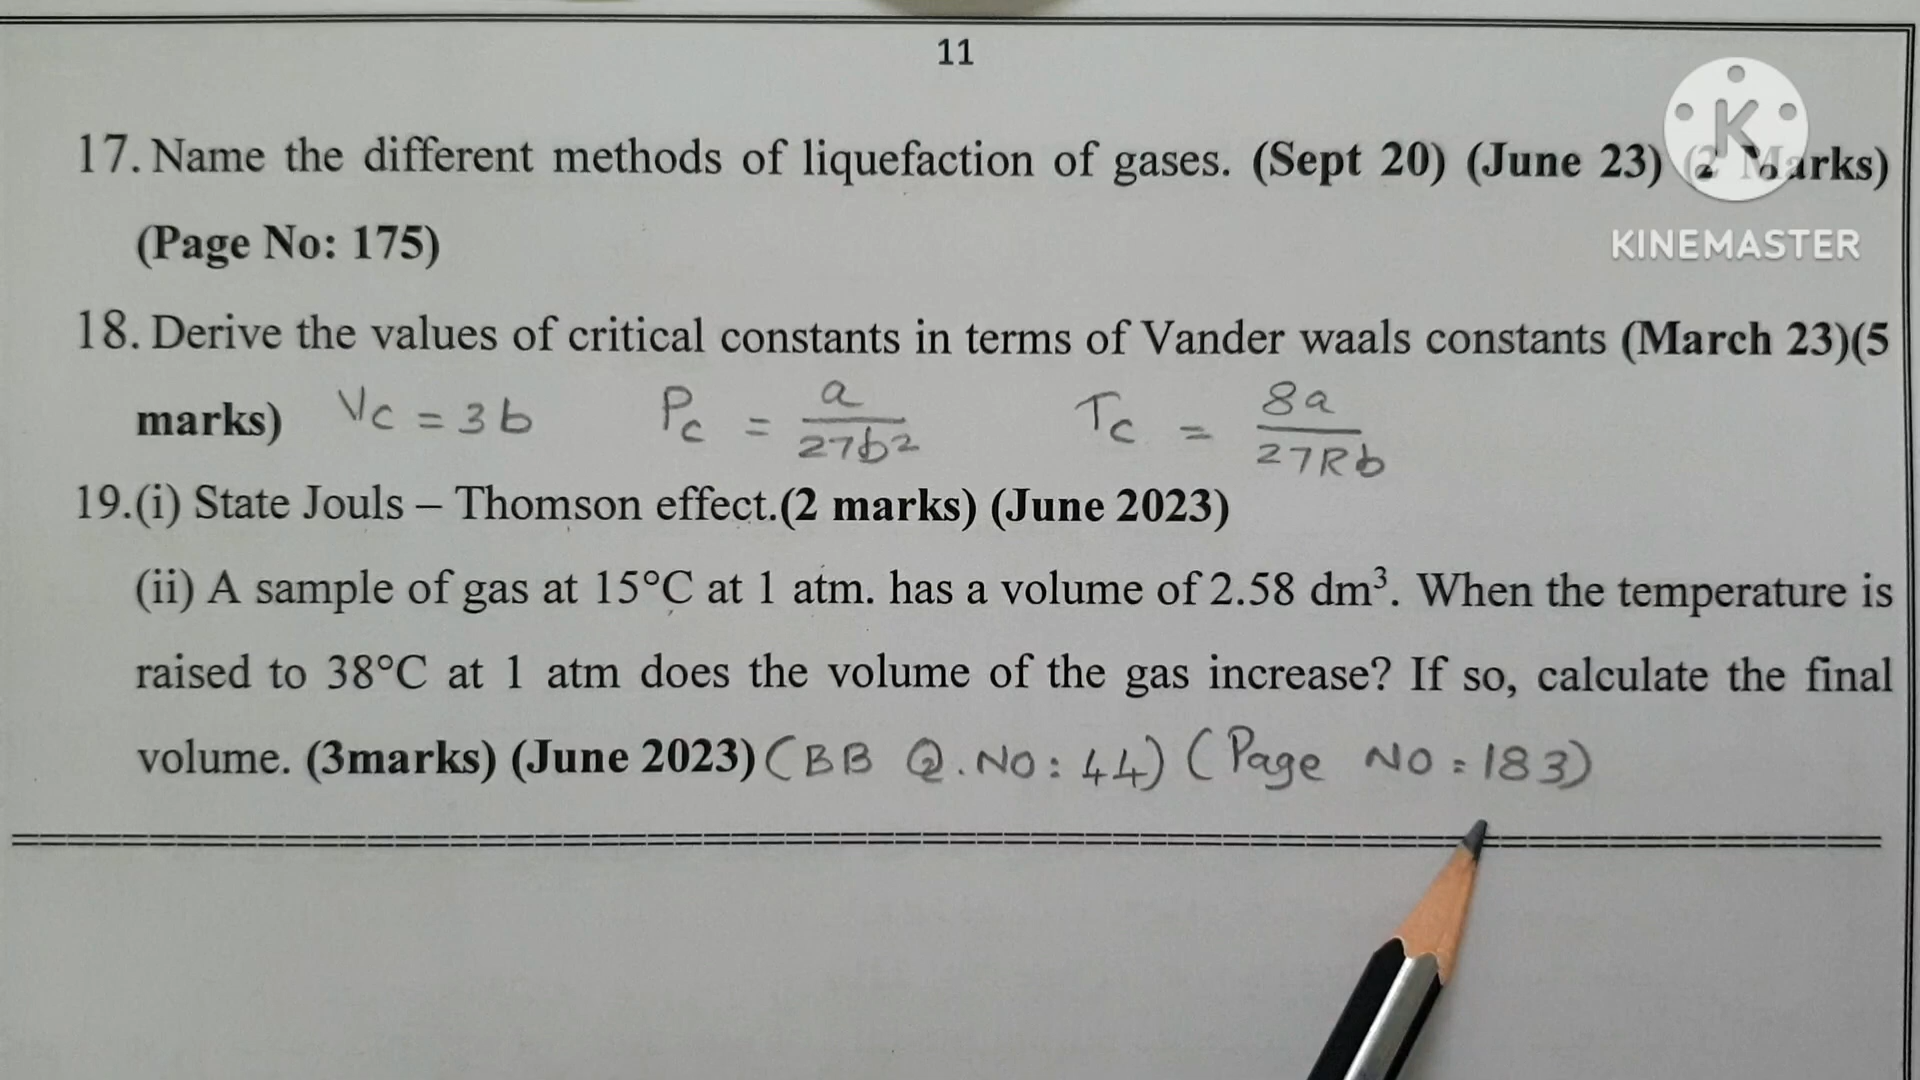 11
17. Name the different methods of liquefaction of gases. (Sept 20) (June 23) (2 Marks)
(Page No: 175)
K
KINEMASTER
18. Derive the values of critical constants in terms of Vander waals constants (March 23)(5
marks) Vc = 3b Pc = a/27b² Tc = 8a/27Rb
19.(i) State Jouls – Thomson effect.(2 marks) (June 2023)
(ii) A sample of gas at 15°C at 1 atm. has a volume of 2.58 dm³. When the temperature is
raised to 38°C at 1 atm does the volume of the gas increase? If so, calculate the final
volume. (3marks) (June 2023) (BB Q.No: 44) (Page No = 183)